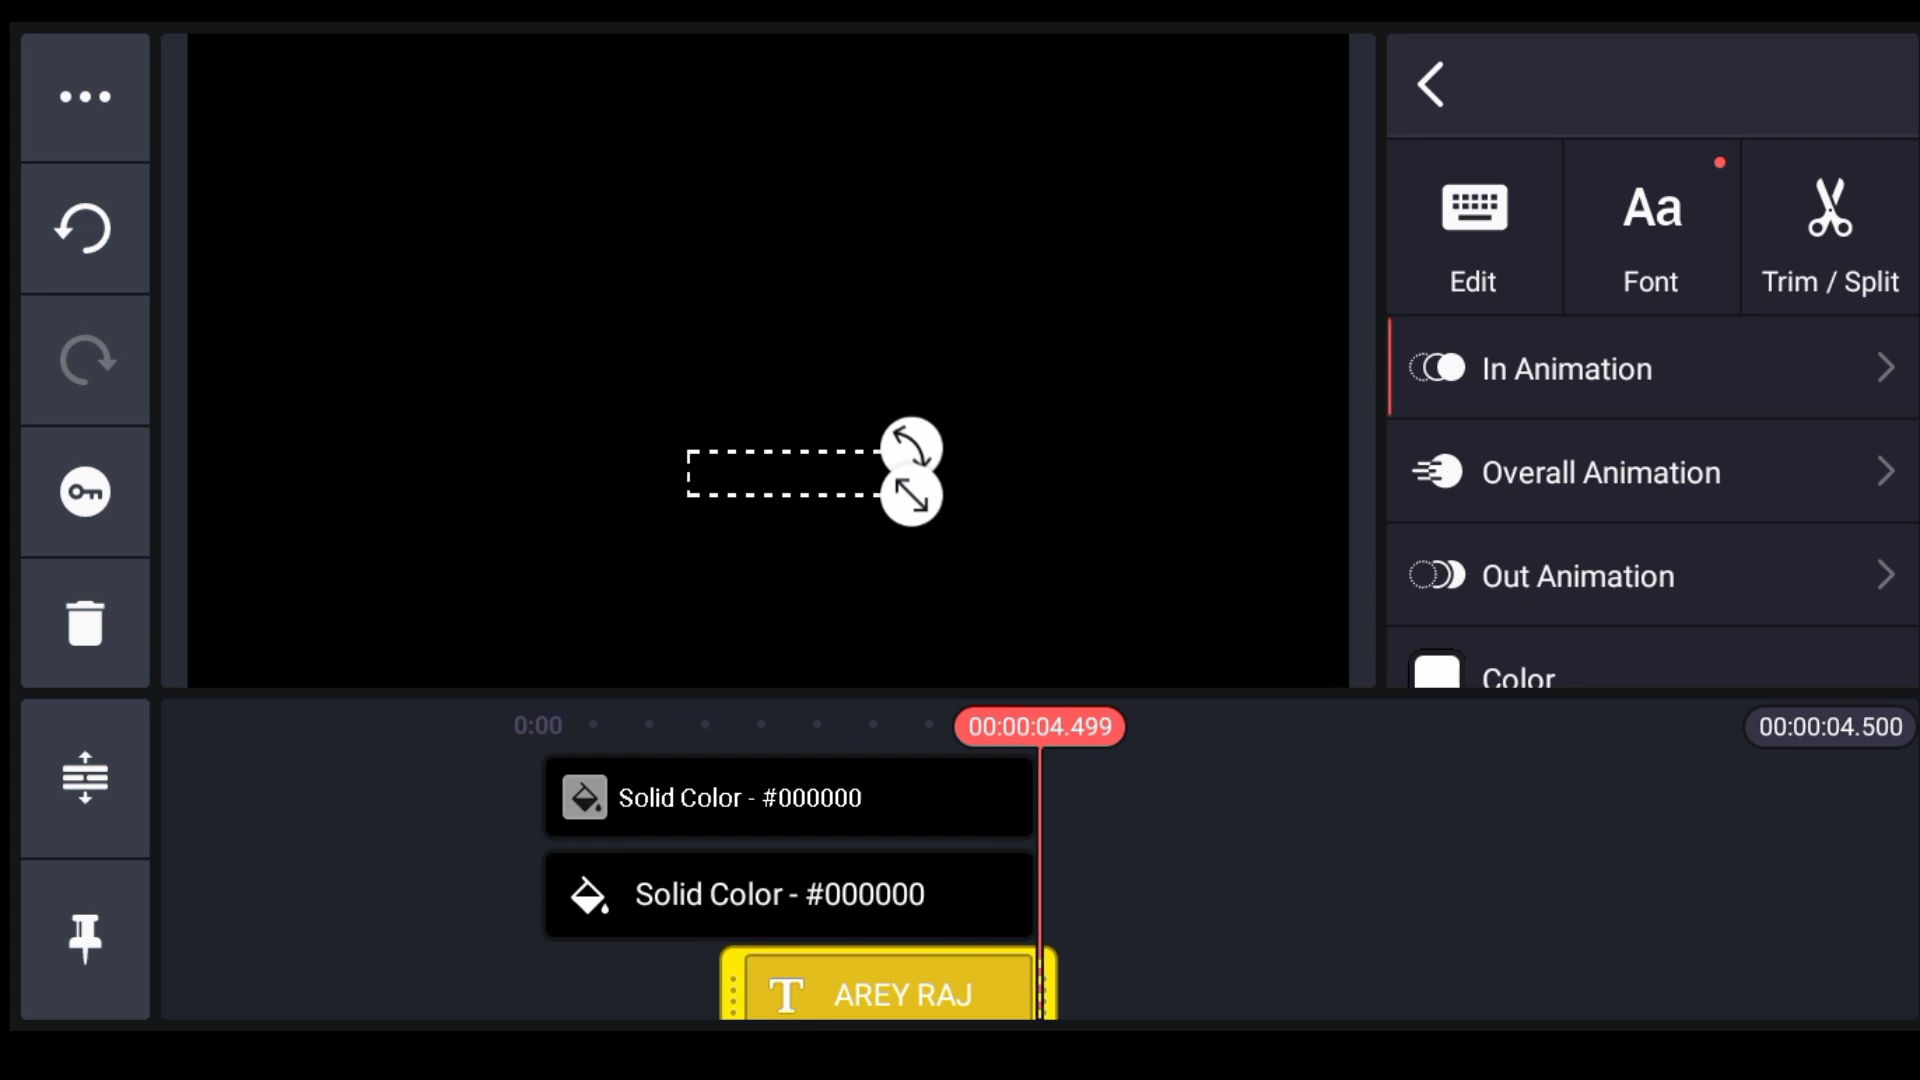 Edit
Aa
Font
Trim / Split
In Animation
Overall Animation
Out Animation
Color
0:00
00:00:04.499
00:00:04.500
Solid Color - #000000
Solid Color - #000000
T AREY RAJ